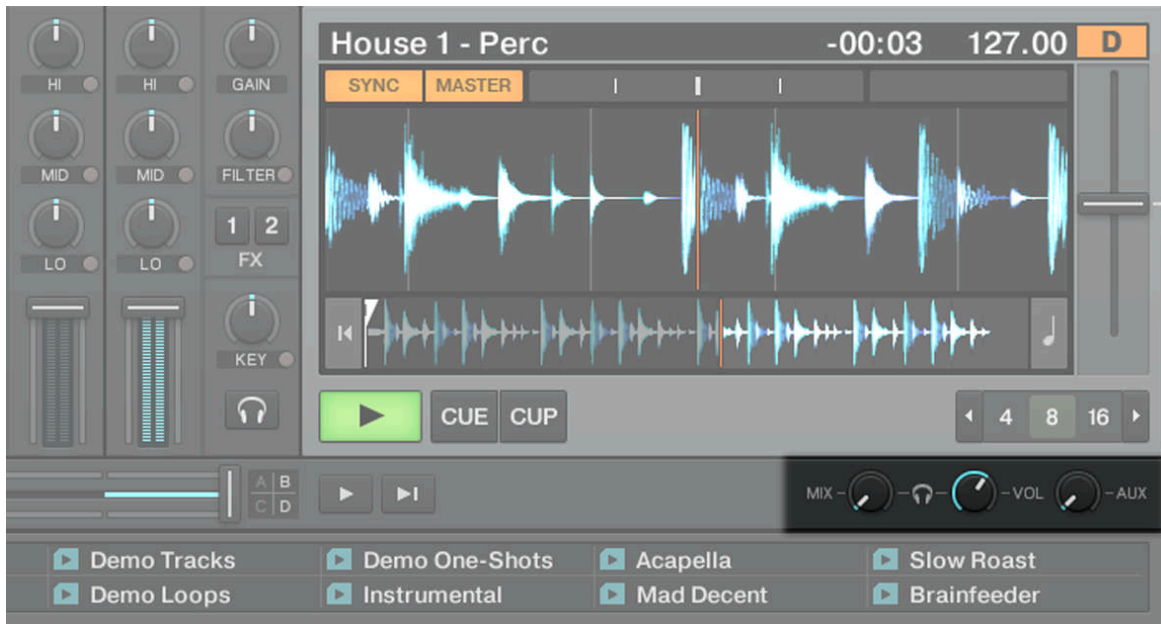 House 1 - Perc -00:03 127.00 D
SYNC MASTER
HI HI GAIN
MID MID FILTER
1 2
LO LO FX
KEY
CUE CUP 4 8 16
A B
C D
MIX VOL AUX
Demo Tracks Demo One-Shots Acapella Slow Roast
Demo Loops Instrumental Mad Decent Brainfeeder